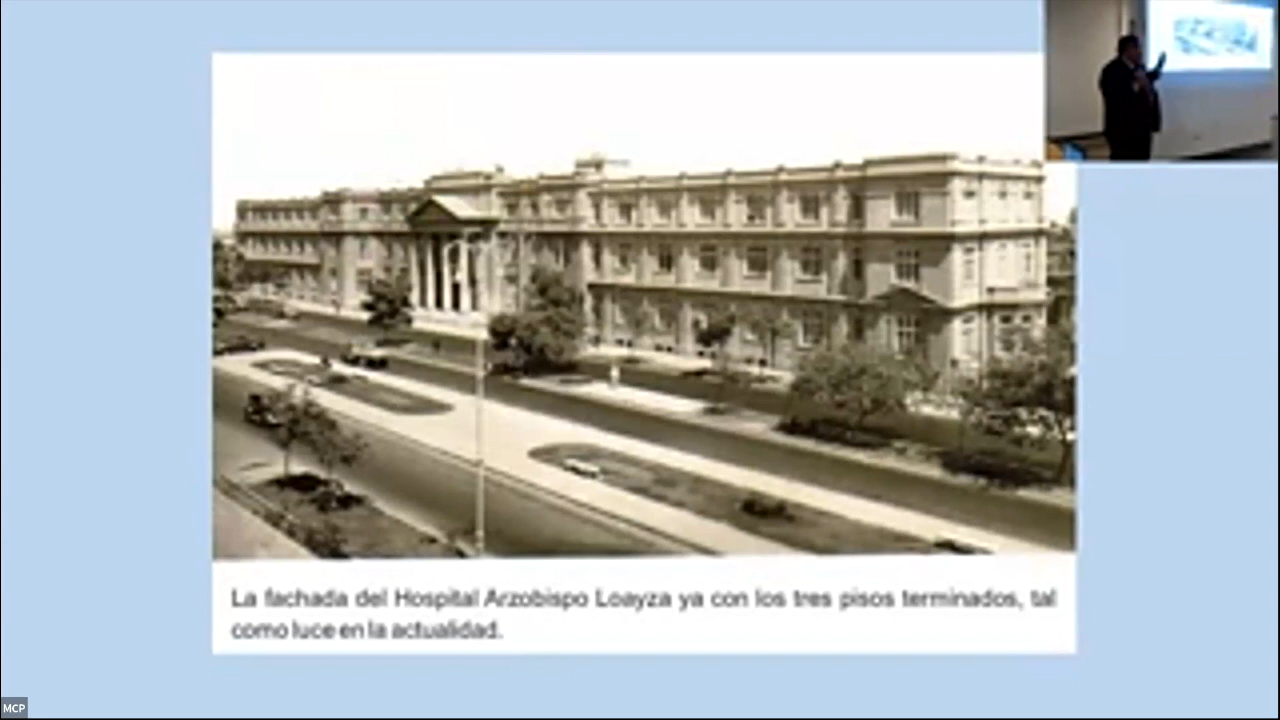 La fachada del Hospital Arzobispo Loayza ya con los tres pisos terminados, tal
como luce en la actualidad.
MCP